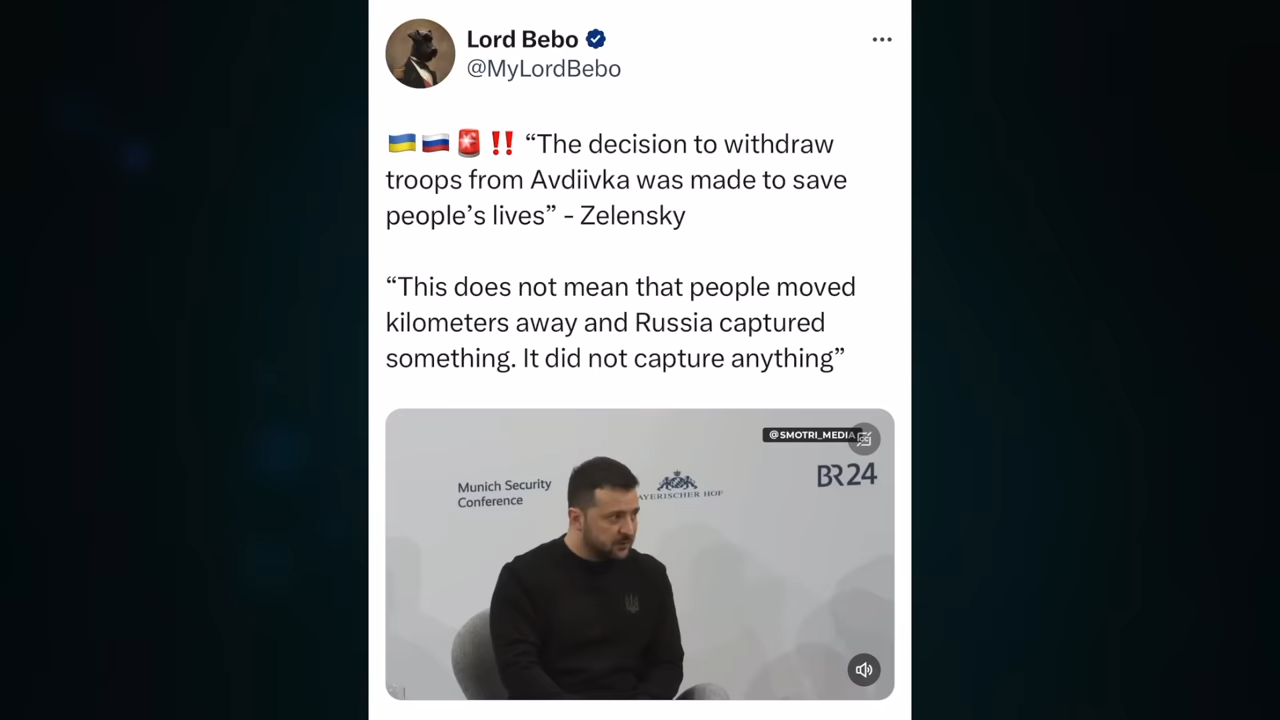 Lord Bebo
@MyLordBebo
🇺🇦🇷🇺🚨‼️ “The decision to withdraw
troops from Avdiivka was made to save
people’s lives” - Zelensky
“This does not mean that people moved
kilometers away and Russia captured
something. It did not capture anything”
@SMOTRI_MEDIA
Munich Security
Conference
AYERISCHER HOF
BR24